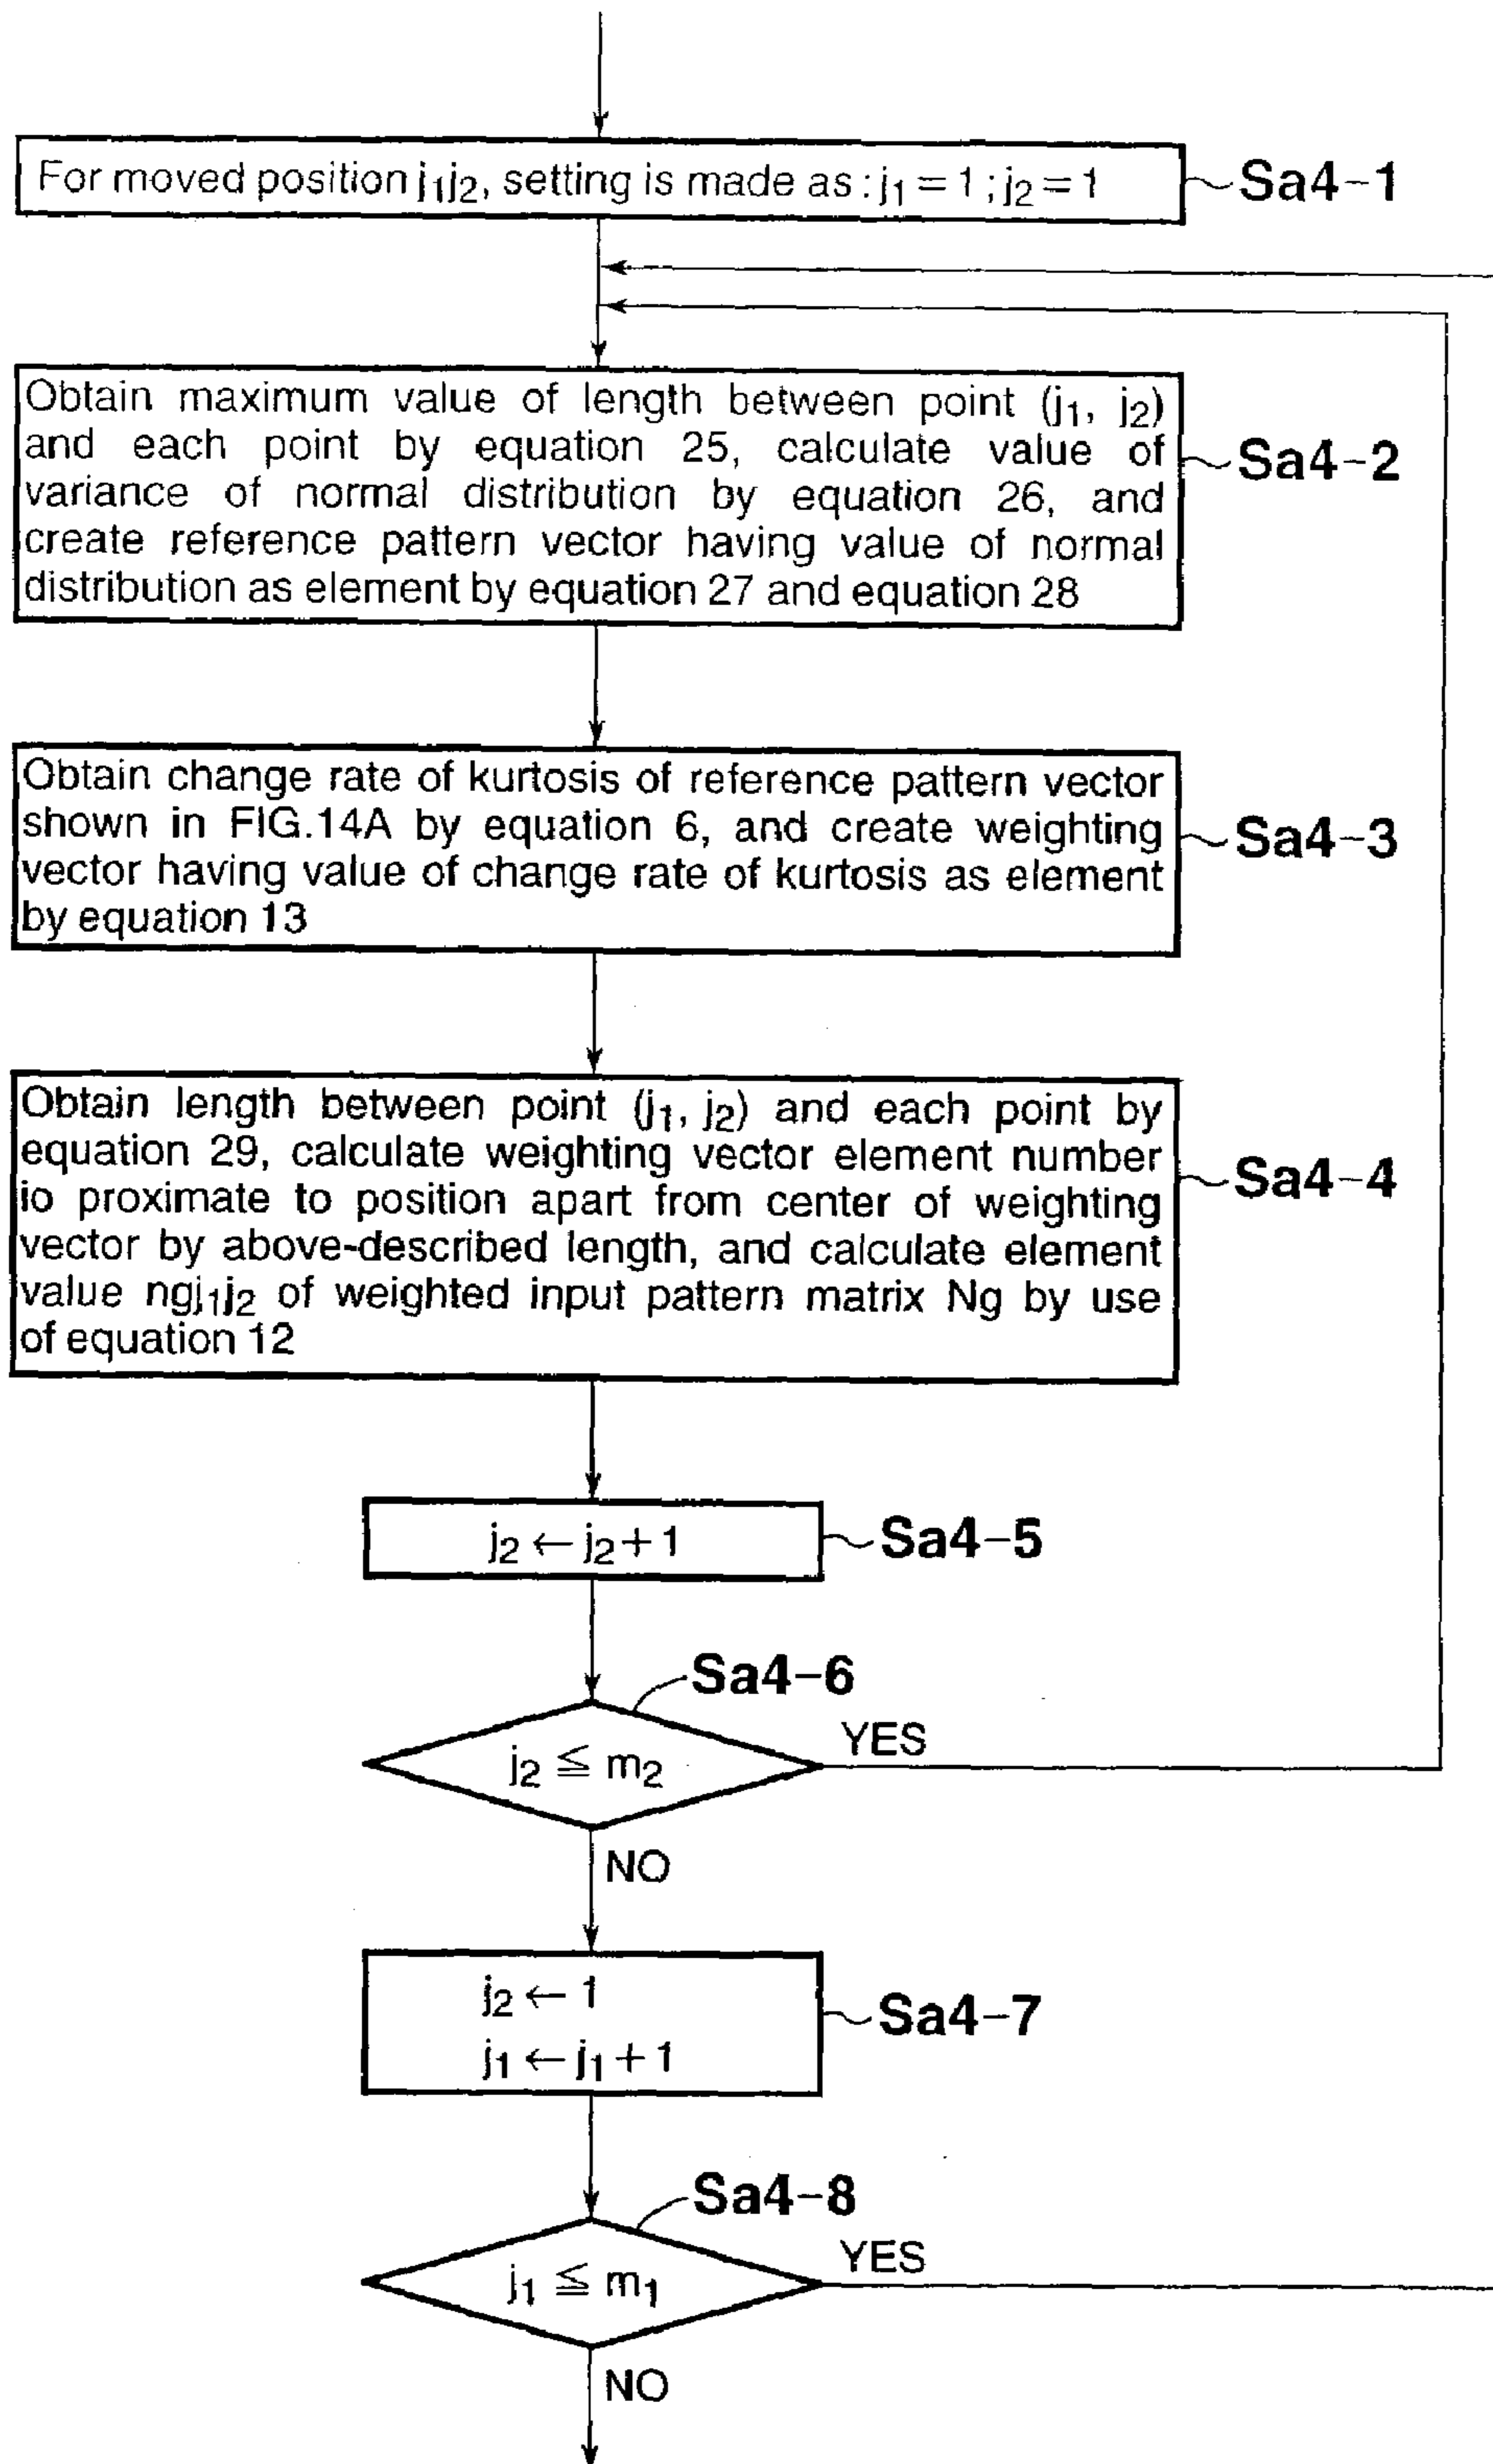 For moved position j₁j₂, setting is made as : j₁ = 1 ; j₂ = 1
Sa4-1
Obtain maximum value of length between point (j₁, j₂)
and each point by equation 25, calculate value of
variance of normal distribution by equation 26, and
create reference pattern vector having value of normal
distribution as element by equation 27 and equation 28
Sa4-2
Obtain change rate of kurtosis of reference pattern vector
shown in FIG.14A by equation 6, and create weighting
vector having value of change rate of kurtosis as element
by equation 13
Sa4-3
Obtain length between point (j₁, j₂) and each point by
equation 29, calculate weighting vector element number
io proximate to position apart from center of weighting
vector by above-described length, and calculate element
value ngj₁j₂ of weighted input pattern matrix Ng by use
of equation 12
Sa4-4
j₂ ← j₂ + 1
Sa4-5
Sa4-6
j₂ ≦ m₂
YES
NO
j₂ ← 1
j₁ ← j₁ + 1
Sa4-7
Sa4-8
j₁ ≦ m₁
YES
NO